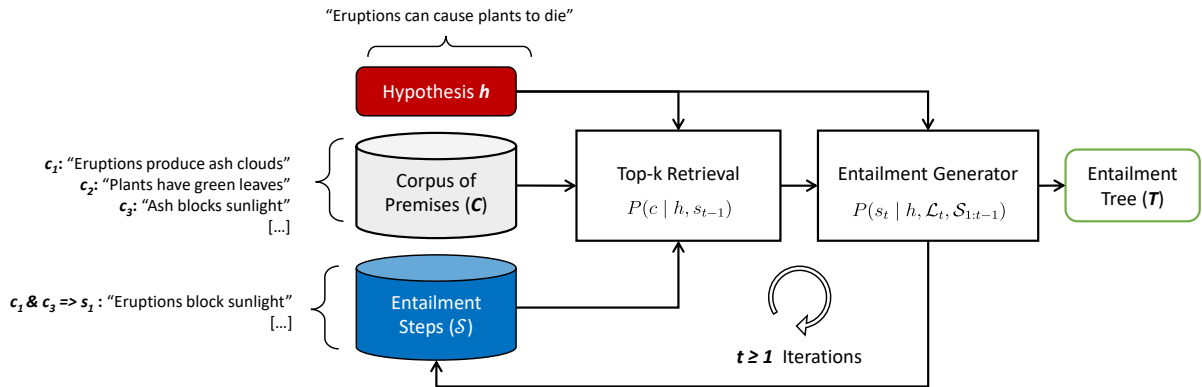 “Eruptions can cause plants to die”
Hypothesis h
c₁: “Eruptions produce ash clouds”
c₂: “Plants have green leaves”
c₃: “Ash blocks sunlight”
[...]
Corpus of
Premises (C)
Top-k Retrieval
P(c | h, sₜ₋₁)
Entailment Generator
P(sₜ | h, ℒₜ, 𝒮₁:ₜ₋₁)
Entailment
Tree (T)
c₁ & c₃ => s₁ : “Eruptions block sunlight”
[...]
Entailment
Steps (𝒮)
t ≥ 1 Iterations